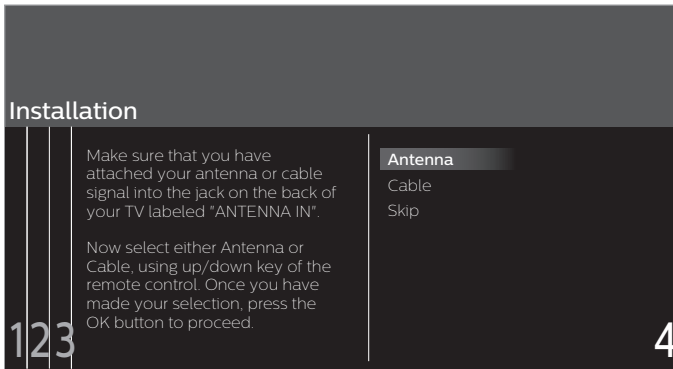 Installation
Make sure that you have
attached your antenna or cable
signal into the jack on the back of
your TV labeled "ANTENNA IN".
Now select either Antenna or
Cable, using up/down key of the
remote control. Once you have
made your selection, press the
OK button to proceed.
Antenna
Cable
Skip
123
4